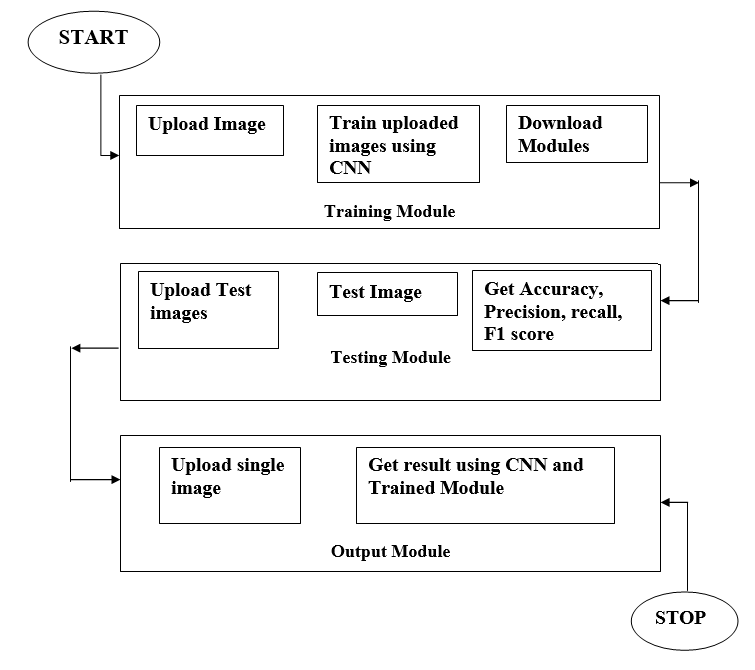 START
Upload Image
Train uploaded
images using
CNN
Download
Modules
Training Module
Upload Test
images
Test Image
Get Accuracy,
Precision, recall,
F1 score
Testing Module
Upload single
image
Get result using CNN and
Trained Module
Output Module
STOP